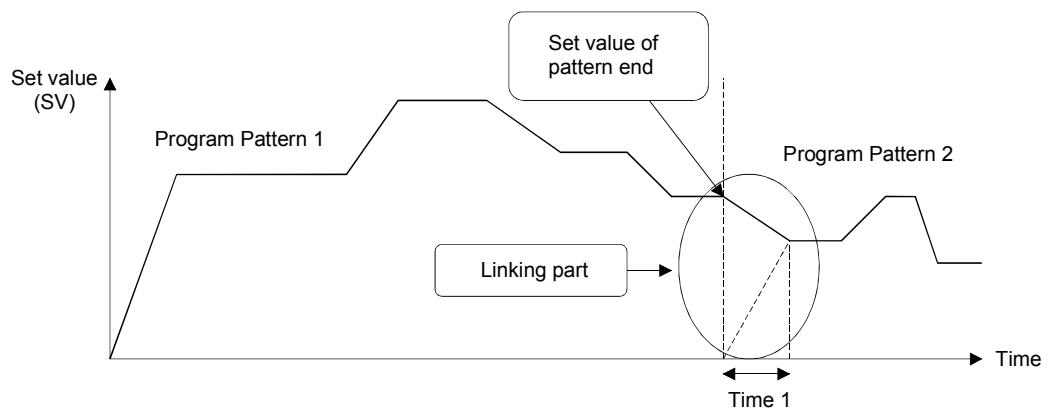 Set value of
pattern end
Set value
(SV)
Program Pattern 1
Program Pattern 2
Linking part
Time
Time 1